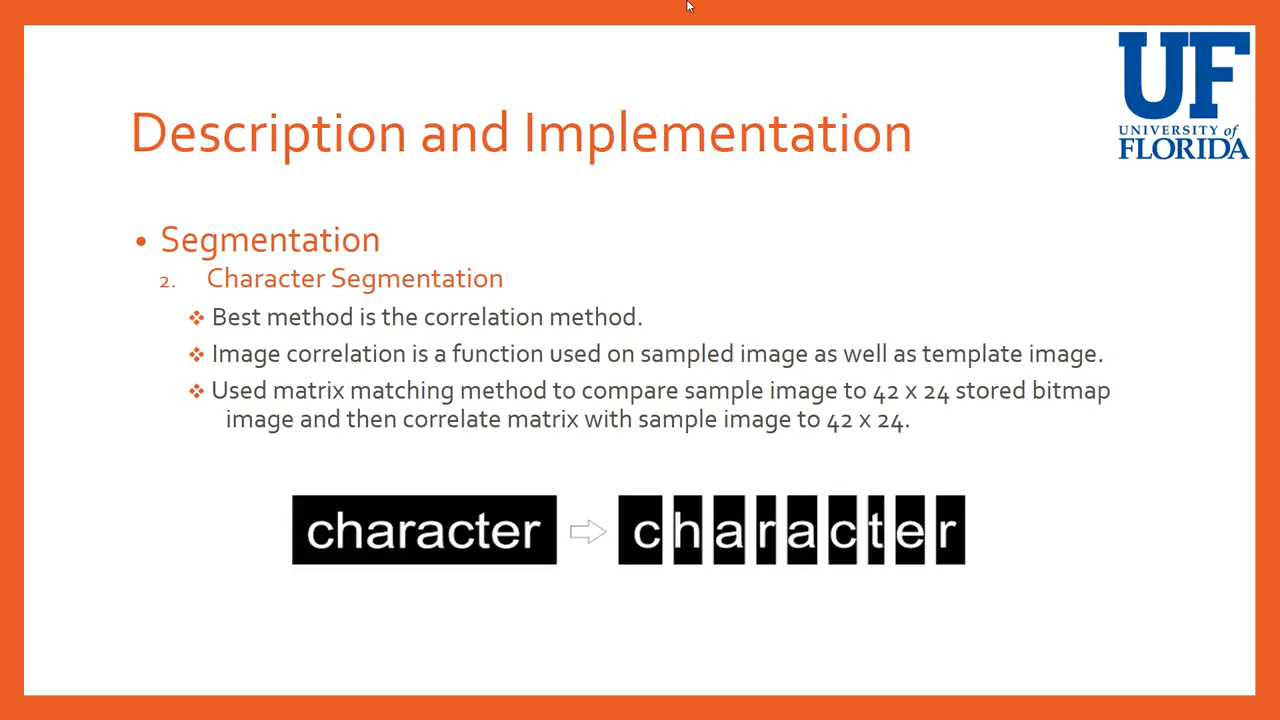 UF
UNIVERSITY of
FLORIDA
Description and Implementation
• Segmentation
2. Character Segmentation
❖ Best method is the correlation method.
❖ Image correlation is a function used on sampled image as well as template image.
❖ Used matrix matching method to compare sample image to 42 x 24 stored bitmap
image and then correlate matrix with sample image to 42 x 24.
character ⇨ c h a r a c t e r